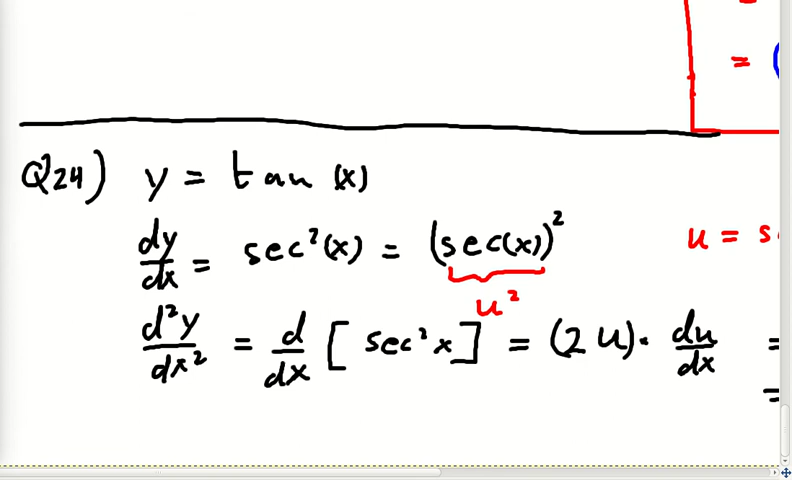 =
= (
Q24) y = tan (x)
dy/dx = sec²(x) = (sec(x))²
u = s
u²
d²y/dx² = d/dx [ sec²x ] = (2u) · du/dx =
=